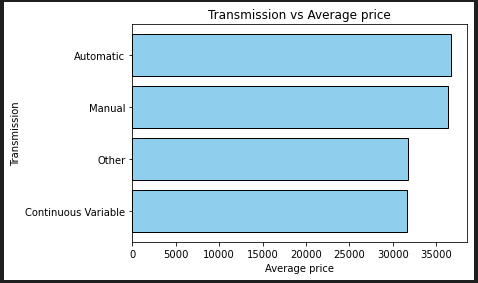 Transmission vs Average price
Transmission
Automatic
Manual
Other
Continuous Variable
0 5000 10000 15000 20000 25000 30000 35000
Average price